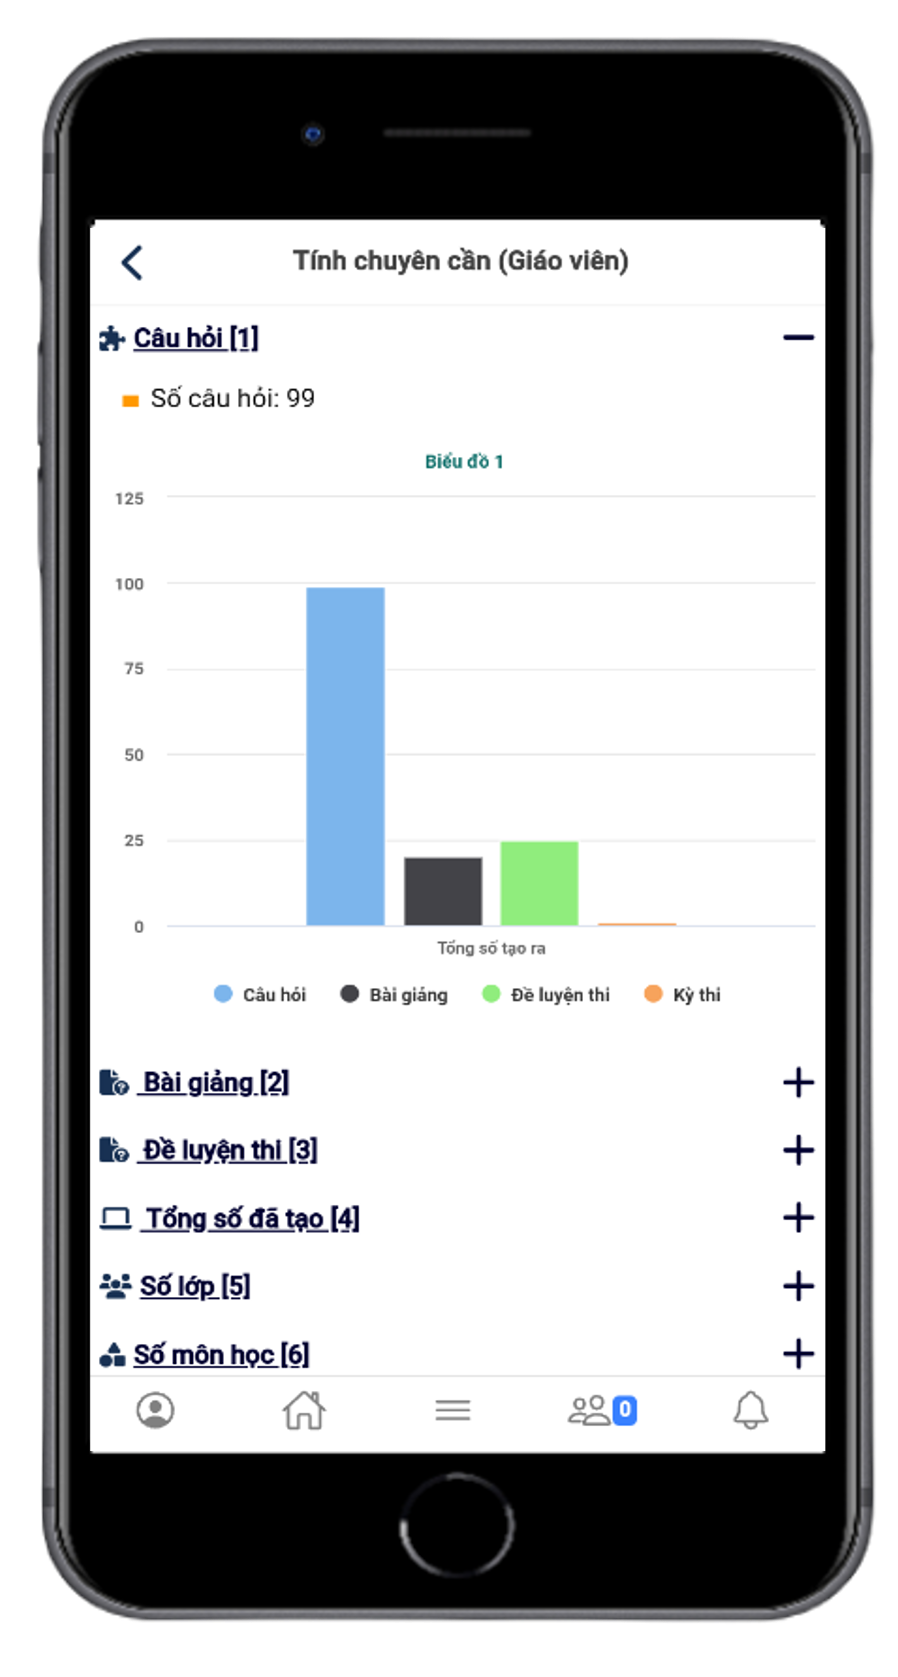 Tính chuyên cần (Giáo viên)
Câu hỏi [1]
Số câu hỏi: 99
Biểu đồ 1
125
100
75
50
25
0
Tổng số tạo ra
Câu hỏi Bài giảng Đề luyện thi Kỳ thi
Bài giảng [2]
Đề luyện thi [3]
Tổng số đã tạo [4]
Số lớp [5]
Số môn học [6]
0